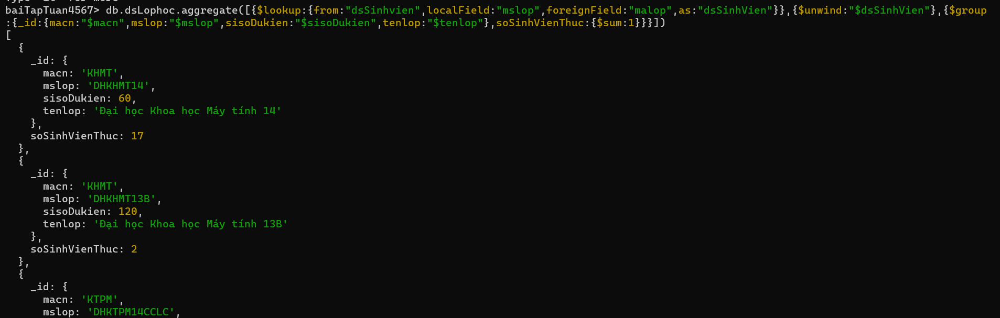 baiTapTuan4567> db.dsLophoc.aggregate([{$lookup:{from:"dsSinhvien",localField:"mslop",foreignField:"malop",as:"dsSinhVien"}},{$unwind:"$dsSinhVien"},{$group
:{_id:{macn:"$macn",mslop:"$mslop",sisoDukien:"$sisoDukien",tenlop:"$tenlop"},soSinhVienThuc:{$sum:1}}}])
[
  {
    _id: {
      macn: 'KHMT',
      mslop: 'DHKHMT14',
      sisoDukien: 60,
      tenlop: 'Đại học Khoa học Máy tính 14'
    },
    soSinhVienThuc: 17
  },
  {
    _id: {
      macn: 'KHMT',
      mslop: 'DHKHMT13B',
      sisoDukien: 120,
      tenlop: 'Đại học Khoa học Máy tính 13B'
    },
    soSinhVienThuc: 2
  },
  {
    _id: {
      macn: 'KTPM',
      mslop: 'DHKTPM14CCLC',